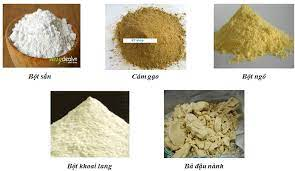 Bột sắn
Cám gạo
Bột ngô
Bột khoai lang
Bã đậu nành